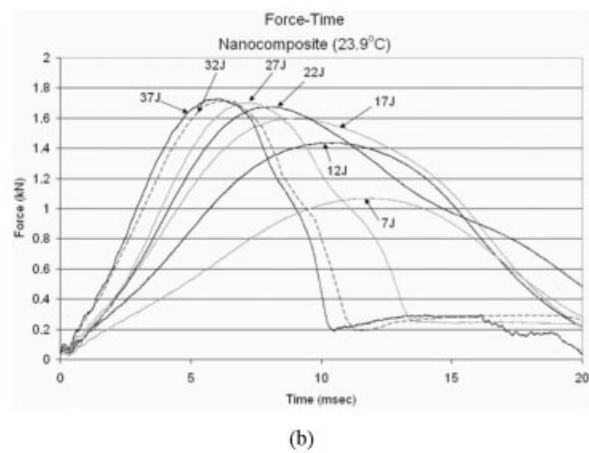 Force-Time
Nanocomposite (23.9°C)
2
1.8
1.6
1.4
1.2
1
0.8
0.6
0.4
0.2
0
Force (kN)
37J
32J
27J
22J
17J
12J
7J
0
5
10
15
20
Time (msec)
(b)